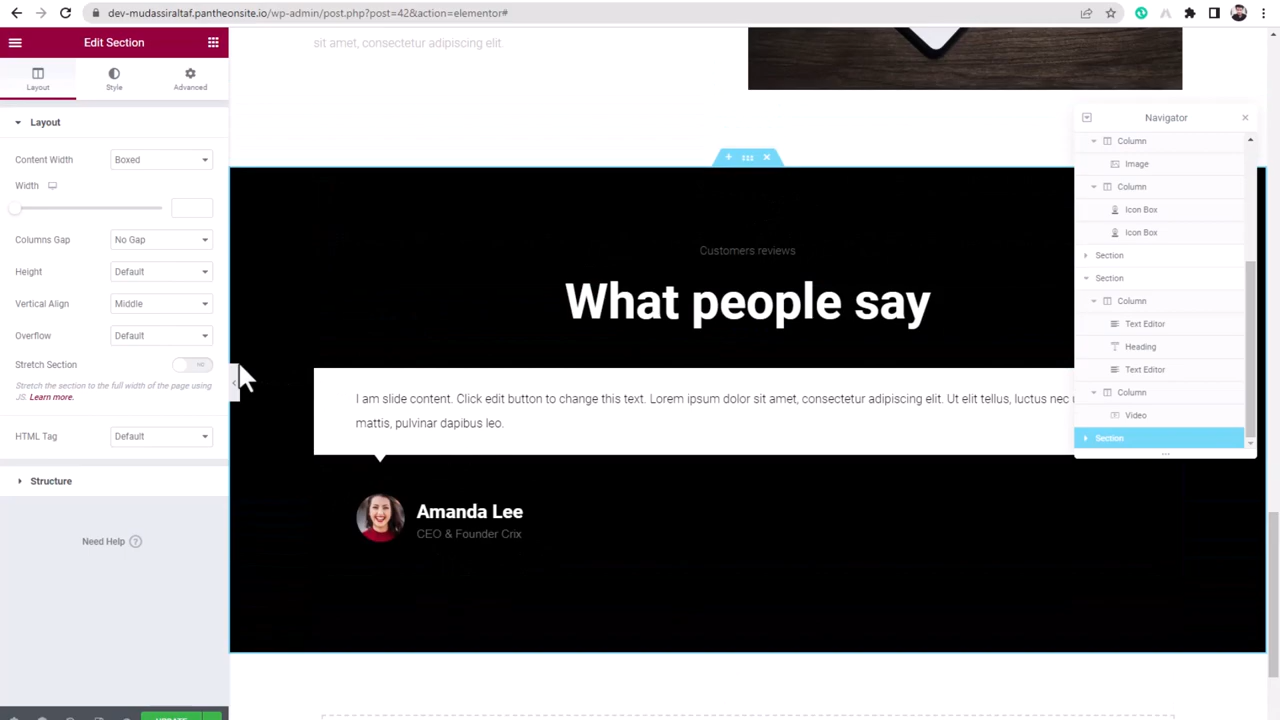 dev-mudassiraltaf.pantheonsite.io/wp-admin/post.php?post=42&action=elementor#
Edit Section
Layout
Style
Advanced
Layout
Content Width
Boxed
Width
Columns Gap
No Gap
Height
Default
Vertical Align
Middle
Overflow
Default
Stretch Section
NO
Stretch the section to the full width of the page using
JS. Learn more.
HTML Tag
Default
Structure
Need Help
?
UPDATE
sit amet, consectetur adipiscing elit.
Customers reviews
What people say
I am slide content. Click edit button to change this text. Lorem ipsum dolor sit amet, consectetur adipiscing elit. Ut elit tellus, luctus nec
mattis, pulvinar dapibus leo.
Amanda Lee
CEO & Founder Crix
Navigator
Column
Image
Column
Icon Box
Icon Box
Section
Section
Column
Text Editor
Heading
Text Editor
Column
Video
Section